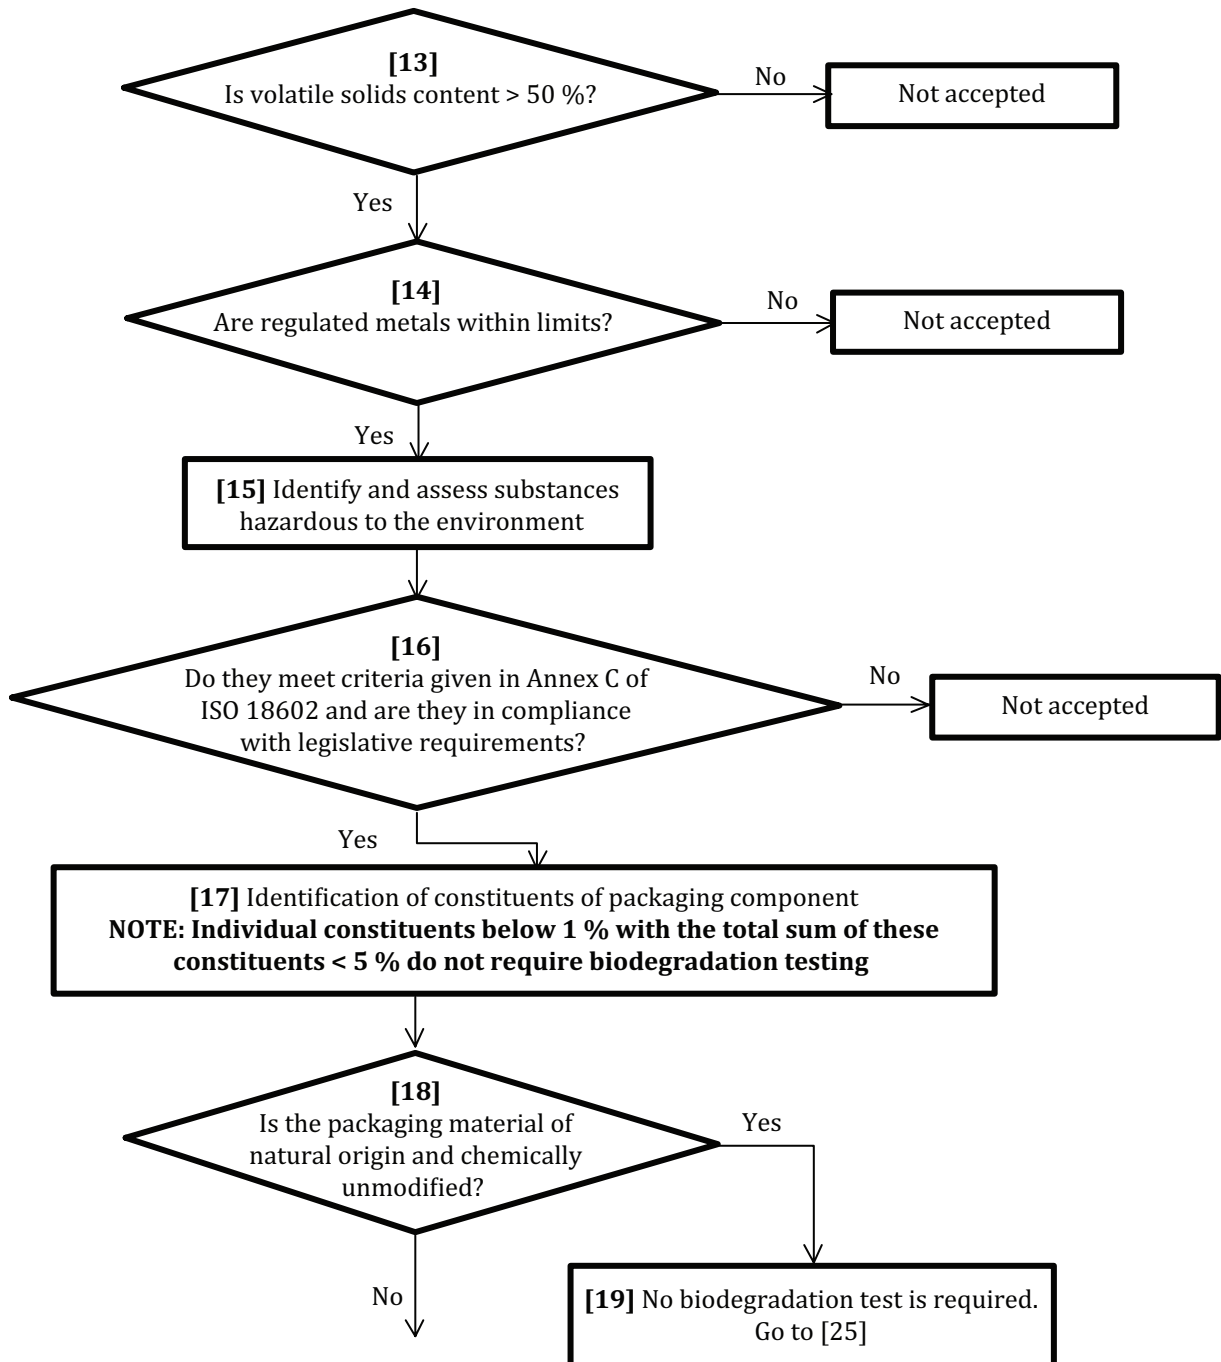 [13]
Is volatile solids content > 50 %?
No
Not accepted
Yes
[14]
Are regulated metals within limits?
No
Not accepted
Yes
[15] Identify and assess substances
hazardous to the environment
[16]
Do they meet criteria given in Annex C of
ISO 18602 and are they in compliance
with legislative requirements?
No
Not accepted
Yes
[17] Identification of constituents of packaging component
NOTE: Individual constituents below 1 % with the total sum of these
constituents < 5 % do not require biodegradation testing
[18]
Is the packaging material of
natural origin and chemically
unmodified?
Yes
No
[19] No biodegradation test is required.
Go to [25]